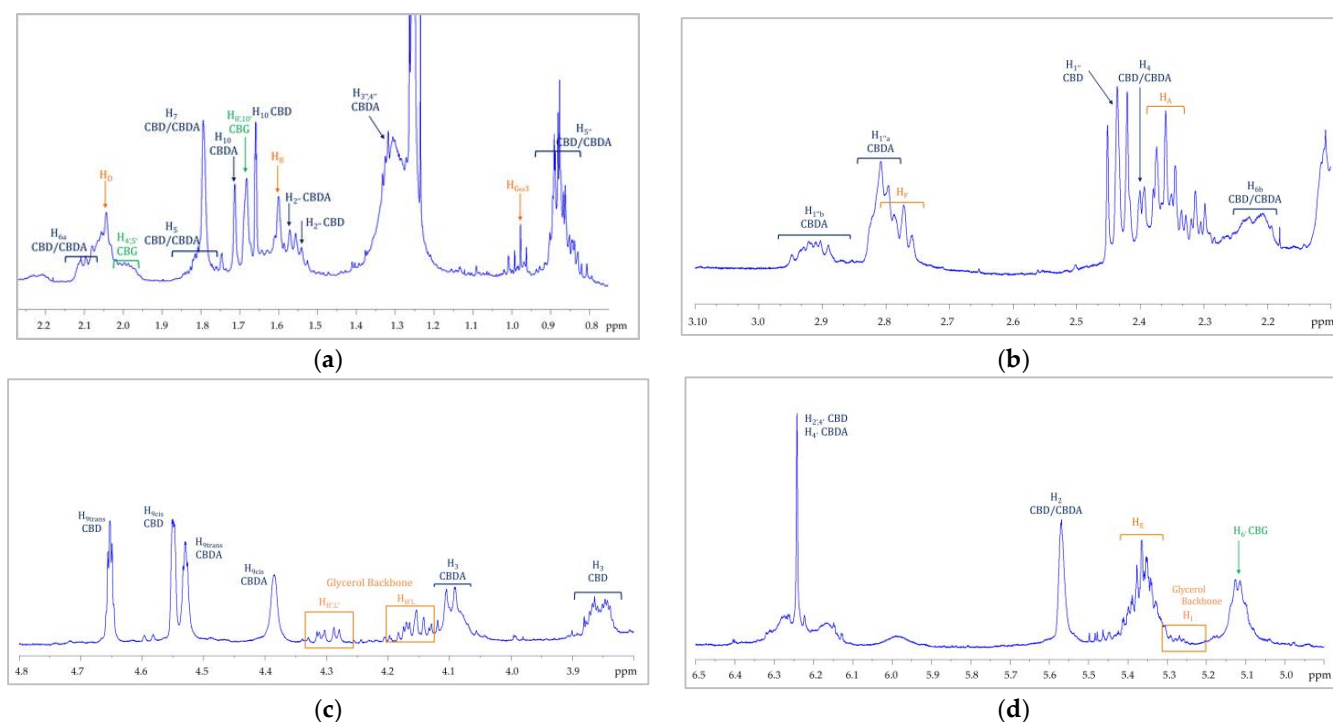 H7
CBD/CBDA
H8',10'
CBG
H10 CBD
H10
CBDA
H3",4"
CBDA
H5"
CBD/CBDA
HD
HB
H2" CBDA
H2" CBD
HGω3
H6a
CBD/CBDA
H4',5'
CBG
H5
CBD/CBDA
2.2 2.1 2.0 1.9 1.8 1.7 1.6 1.5 1.4 1.3 1.2 1.1 1.0 0.9 0.8 ppm
(a)
H1"
CBD
H4
CBD/CBDA
HA
H1"a
CBDA
HF
H1"b
CBDA
H6b
CBD/CBDA
3.10 3.0 2.9 2.8 2.7 2.6 2.5 2.4 2.3 2.2 ppm
(b)
H9trans
CBD
H9cis
CBD
H9trans
CBDA
H9cis
CBDA
Glycerol Backbone
H3
CBDA
H3
CBD
4.8 4.7 4.6 4.5 4.4 4.3 4.2 4.1 4.0 3.9 ppm
(c)
H2',4' CBD
H4' CBDA
H2
CBD/CBDA
HE
H6' CBG
Glycerol
Backbone
Hi
6.5 6.4 6.3 6.2 6.1 6.0 5.9 5.8 5.7 5.6 5.5 5.4 5.3 5.2 5.1 5.0 ppm
(d)